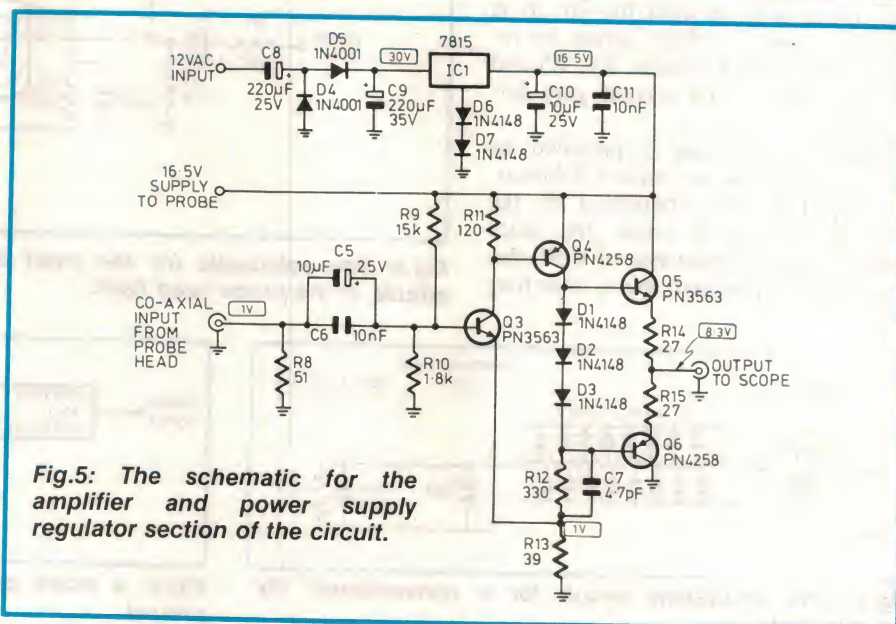 12VAC
INPUT
C8
220µF
25V
D5
1N4001
D4
1N4001
30V
C9
220µF
35V
7815
IC1
D6
1N4148
D7
1N4148
16·5V
C10
10µF
25V
C11
10nF
16·5V
SUPPLY
TO PROBE
R9
15k
R11
120
Q4
PN4258
Q5
PN3563
C5
10µF 25V
C6 10nF
CO-AXIAL
INPUT
FROM
PROBE
HEAD
1V
R8
51
R10
1·8k
Q3
PN3563
D1
1N4148
D2
1N4148
D3
1N4148
R14
27
8·3V
OUTPUT
TO SCOPE
R15
27
Q6
PN4258
R12
330
C7
4·7pF
1V
R13
39
Fig.5: The schematic for the
amplifier and power supply
regulator section of the circuit.